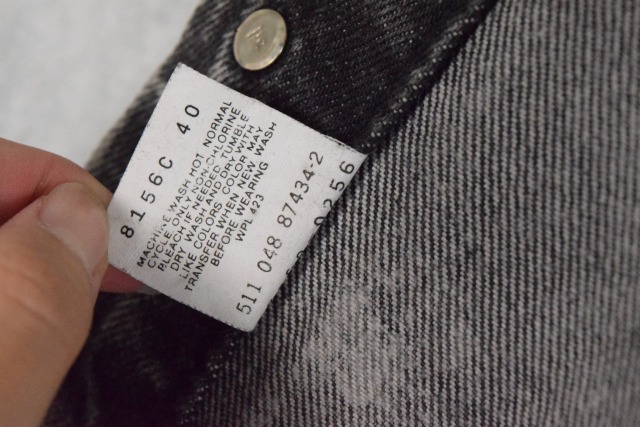 8156C 40
MACHINE WASH HOT, NORMAL
CYCLE, ONLY NON-CHLORINE
BLEACH IF NEEDED, TUMBLE
DRY. WASH AND DRY WITH
LIKE COLORS. COLOR MAY
TRANSFER WHEN NEW. WASH
BEFORE WEARING
WPL 423
511 048 87434-2
0256